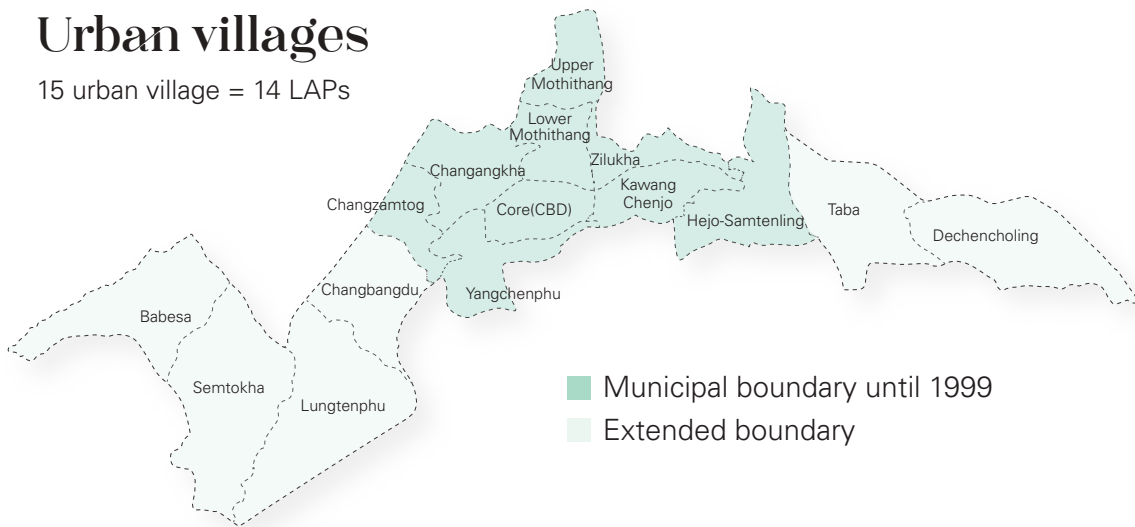 Urban villages
15 urban village = 14 LAPs
Upper
Mothithang
Lower
Mothithang
Zilukha
Changangkha
Kawang
Chenjo
Changzamtog
Core(CBD)
Hejo-Samtenling
Taba
Dechencholing
Changbangdu
Yangchenphu
Babesa
Semtokha
Lungtenphu
Municipal boundary until 1999
Extended boundary